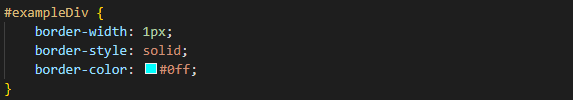 #exampleDiv {
    border-width: 1px;
    border-style: solid;
    border-color: #0ff;
}